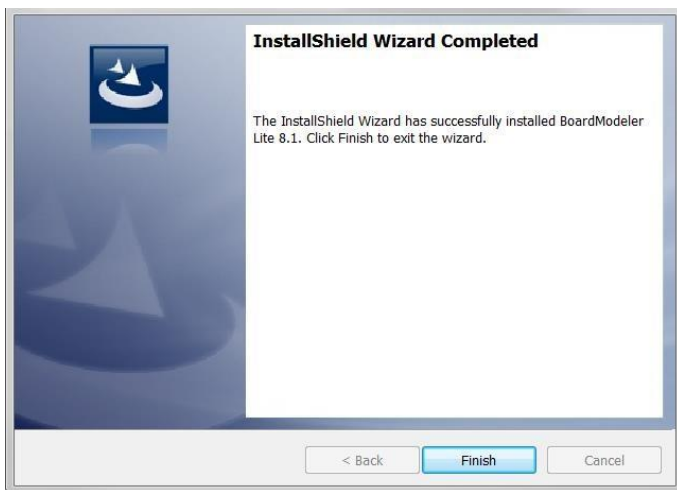 InstallShield Wizard Completed
The InstallShield Wizard has successfully installed BoardModeler
Lite 8.1. Click Finish to exit the wizard.
< Back
Finish
Cancel